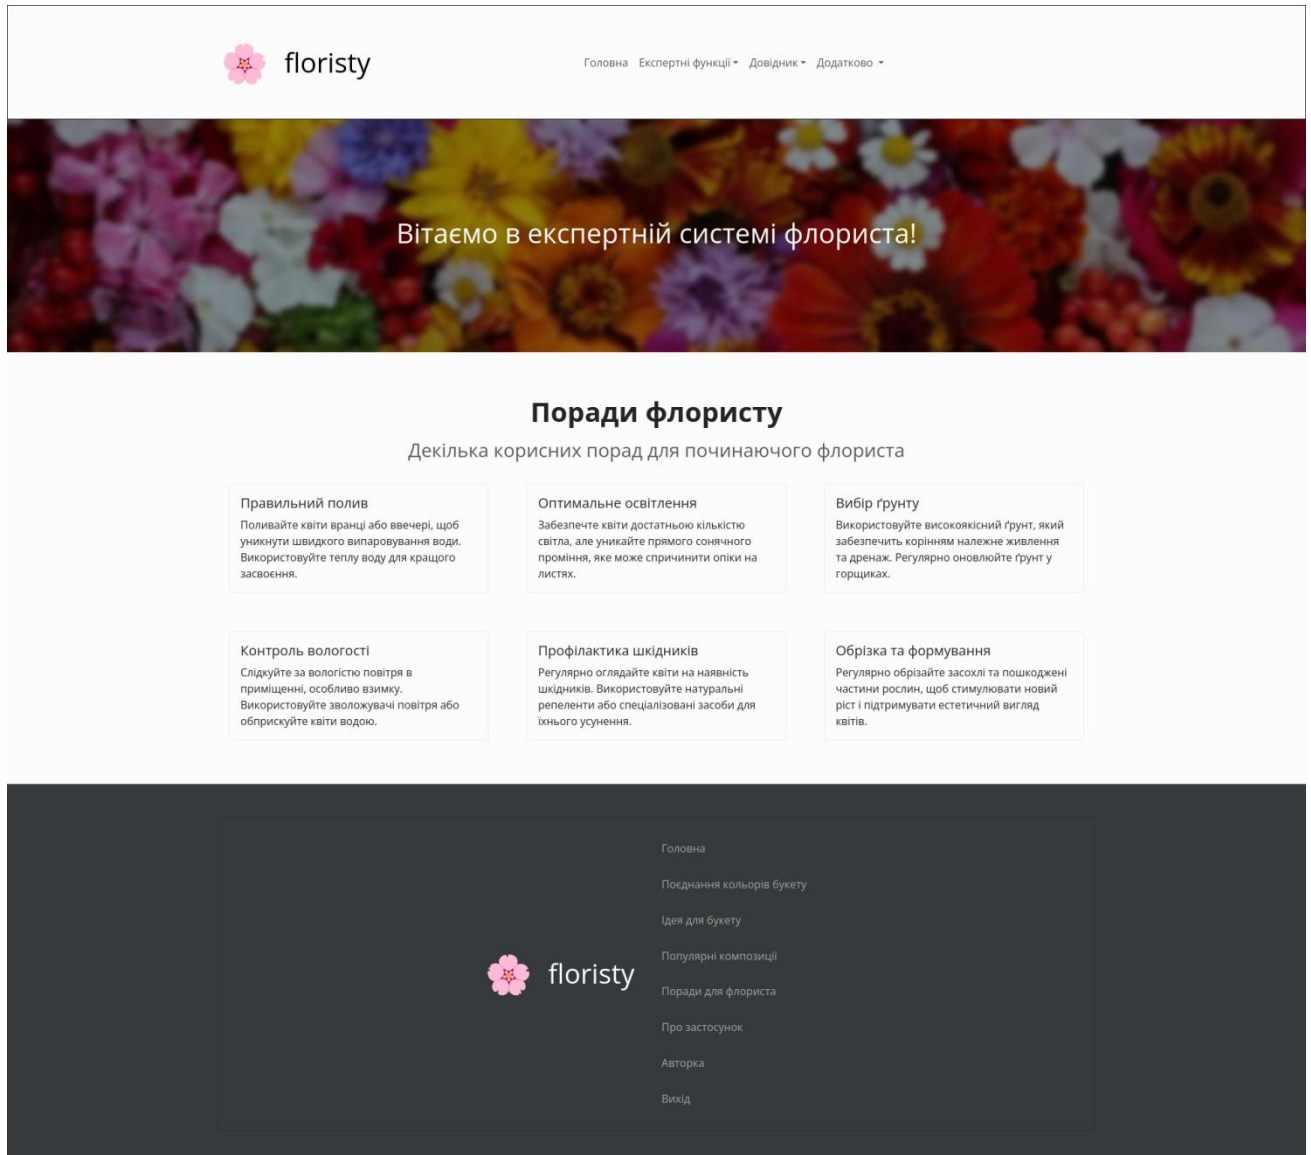 floristy
Головна Експертні функції Довідник Додатково
Вітаємо в експертній системі флориста!
Поради флористу
Декілька корисних порад для починаючого флориста
Правильний полив
Поливайте квіти вранці або ввечері, щоб
уникнути швидкого випаровування води.
Використовуйте теплу воду для кращого
засвоєння.
Оптимальне освітлення
Забезпечте квіти достатньою кількістю
світла, але уникайте прямого сонячного
проміння, яке може спричинити опіки на
листях.
Вибір ґрунту
Використовуйте високоякісний ґрунт, який
забезпечить корінням належне живлення
та дренаж. Регулярно оновлюйте ґрунт у
горщиках.
Контроль вологості
Слідкуйте за вологістю повітря в
приміщенні, особливо взимку.
Використовуйте зволожувачі повітря або
обприскуйте квіти водою.
Профілактика шкідників
Регулярно оглядайте квіти на наявність
шкідників. Використовуйте натуральні
репеленти або спеціалізовані засоби для
їхнього усунення.
Обрізка та формування
Регулярно обрізайте засохлі та пошкоджені
частини рослин, щоб стимулювати новий
ріст і підтримувати естетичний вигляд
квітів.
floristy
Головна
Поєднання кольорів букету
Ідея для букету
Популярні композиції
Поради для флориста
Про застосунок
Авторка
Вихід